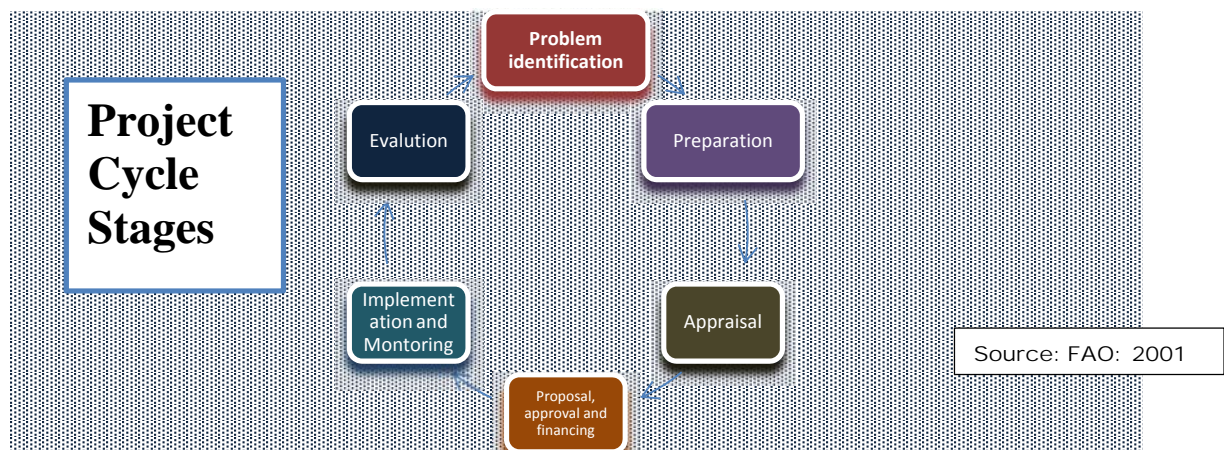 Project
Cycle
Stages
Problem
identification
Preparation
Appraisal
Proposal,
approval and
financing
Implement
ation and
Montoring
Evalution
Source: FAO: 2001